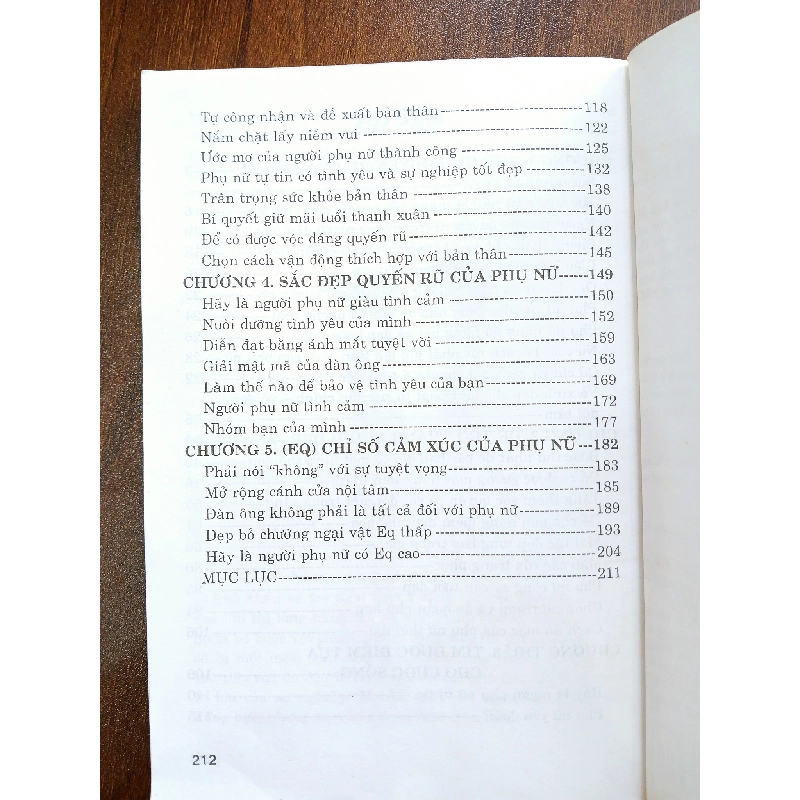 Tự công nhận và đề xuất bản thân----------------------118
Nắm chặt lấy niềm vui----------------------122
Ước mơ của người phụ nữ thành công----------------------125
Phụ nữ tự tin có tình yêu và sự nghiệp tốt đẹp----------132
Trân trọng sức khỏe bản thân----------------------138
Bí quyết giữ mãi tuổi thanh xuân----------------------140
Để có được vóc dáng quyến rũ----------------------142
Chọn cách vận động thích hợp với bản thân----------------145
CHƯƠNG 4. SẮC ĐẸP QUYẾN RŨ CỦA PHỤ NỮ------149
Hãy là người phụ nữ giàu tình cảm----------------------150
Nuôi dưỡng tình yêu của mình----------------------152
Diễn đạt bằng ánh mắt tuyệt vời----------------------159
Giải mật mã của đàn ông----------------------163
Làm thế nào để bảo vệ tình yêu của bạn----------------169
Người phụ nữ tình cảm----------------------172
Nhóm bạn của mình----------------------177
CHƯƠNG 5. (EQ) CHỈ SỐ CẢM XÚC CỦA PHỤ NỮ---182
Phải nói "không" với sự tuyệt vọng----------------------183
Mở rộng cánh cửa nội tâm----------------------185
Đàn ông không phải là tất cả đối với phụ nữ------------189
Dẹp bỏ chướng ngại vật Eq thấp----------------------193
Hãy là người phụ nữ có Eq cao----------------------204
MỤC LỤC----------------------211
212